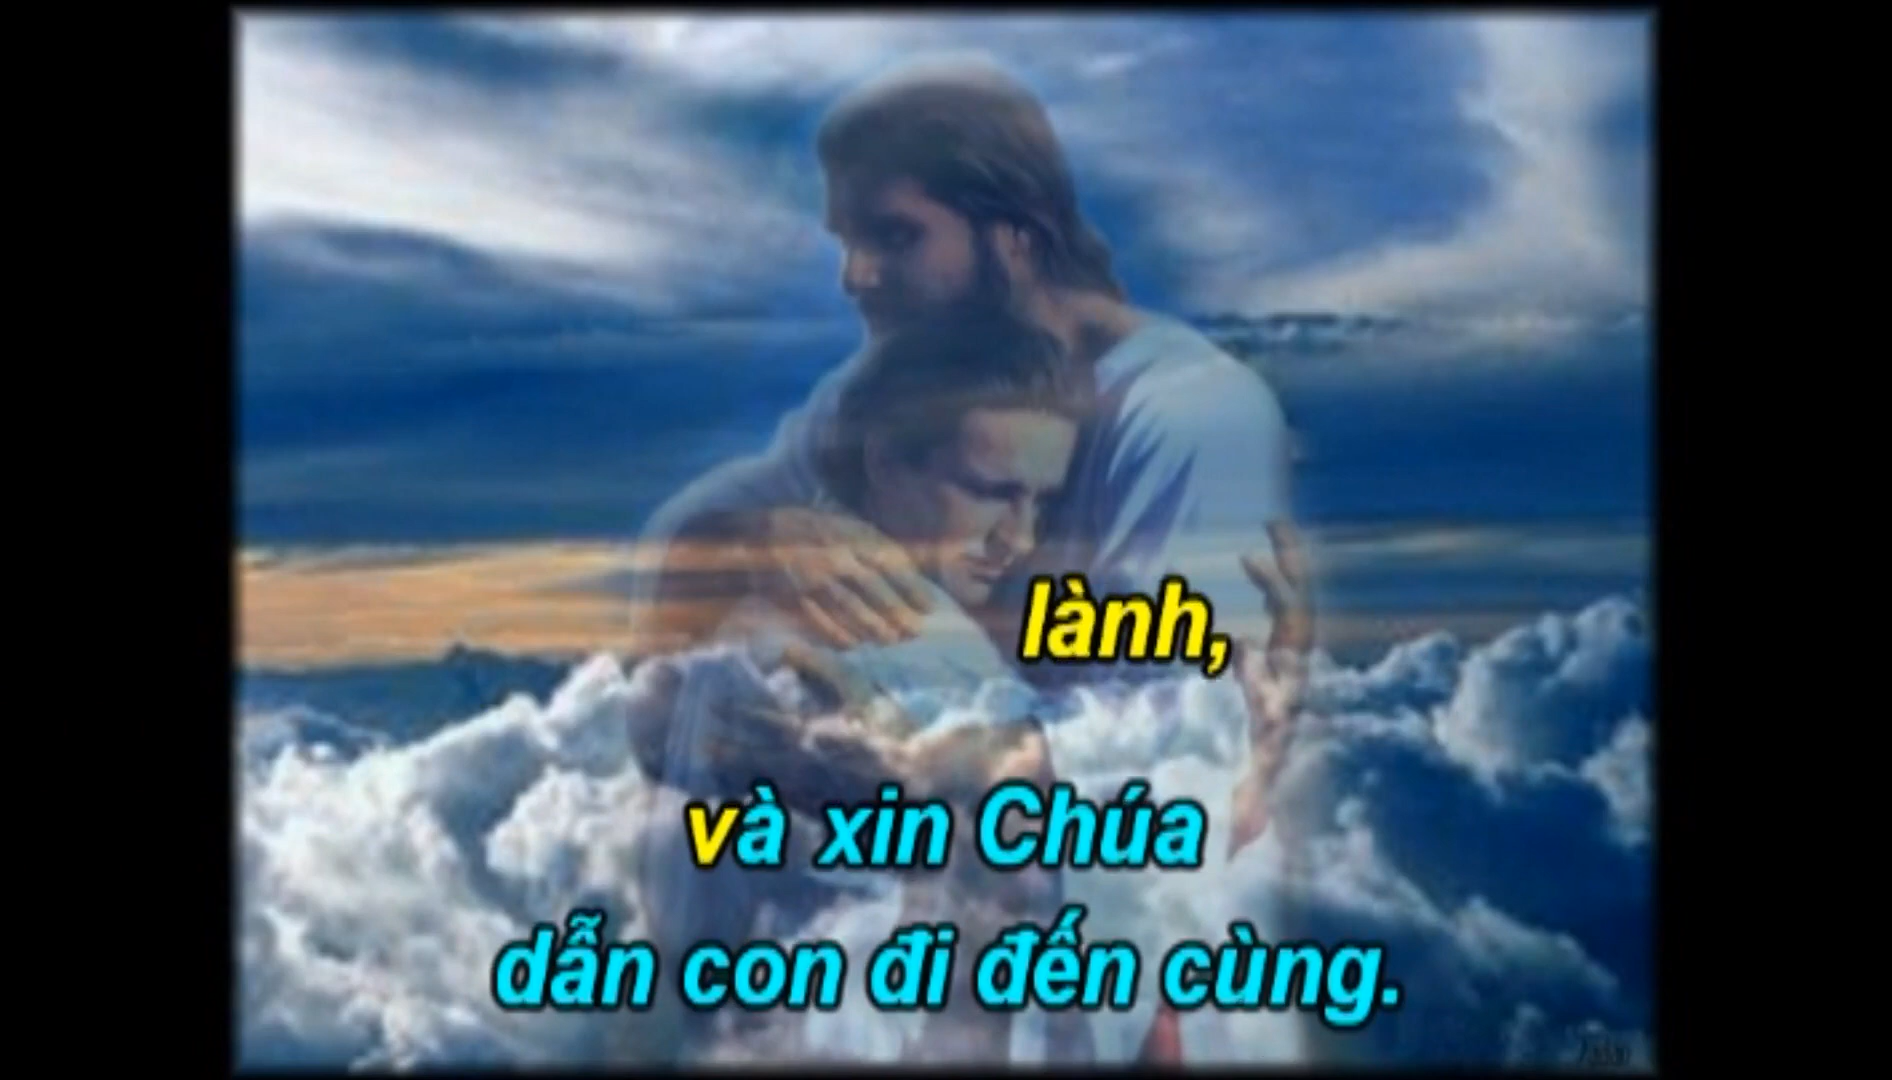 lành,
và xin Chúa
dẫn con đi đến cùng.